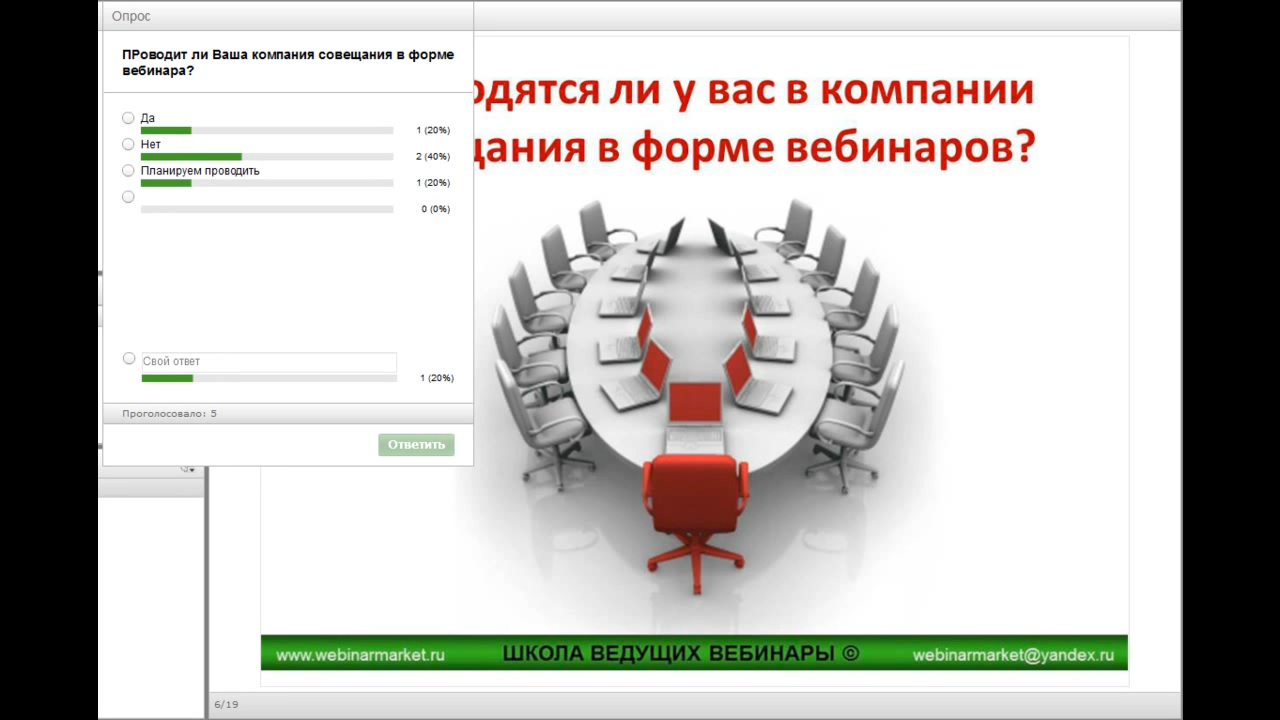 Опрос
ПРоводит ли Ваша компания совещания в форме
вебинара?
Да
1 (20%)
Нет
2 (40%)
Планируем проводить
1 (20%)
0 (0%)
Свой ответ
1 (20%)
Проголосовало: 5
Ответить
одятся ли у вас в компании
щания в форме вебинаров?
www.webinarmarket.ru
ШКОЛА ВЕДУЩИХ ВЕБИНАРЫ ©
webinarmarket@yandex.ru
6/19